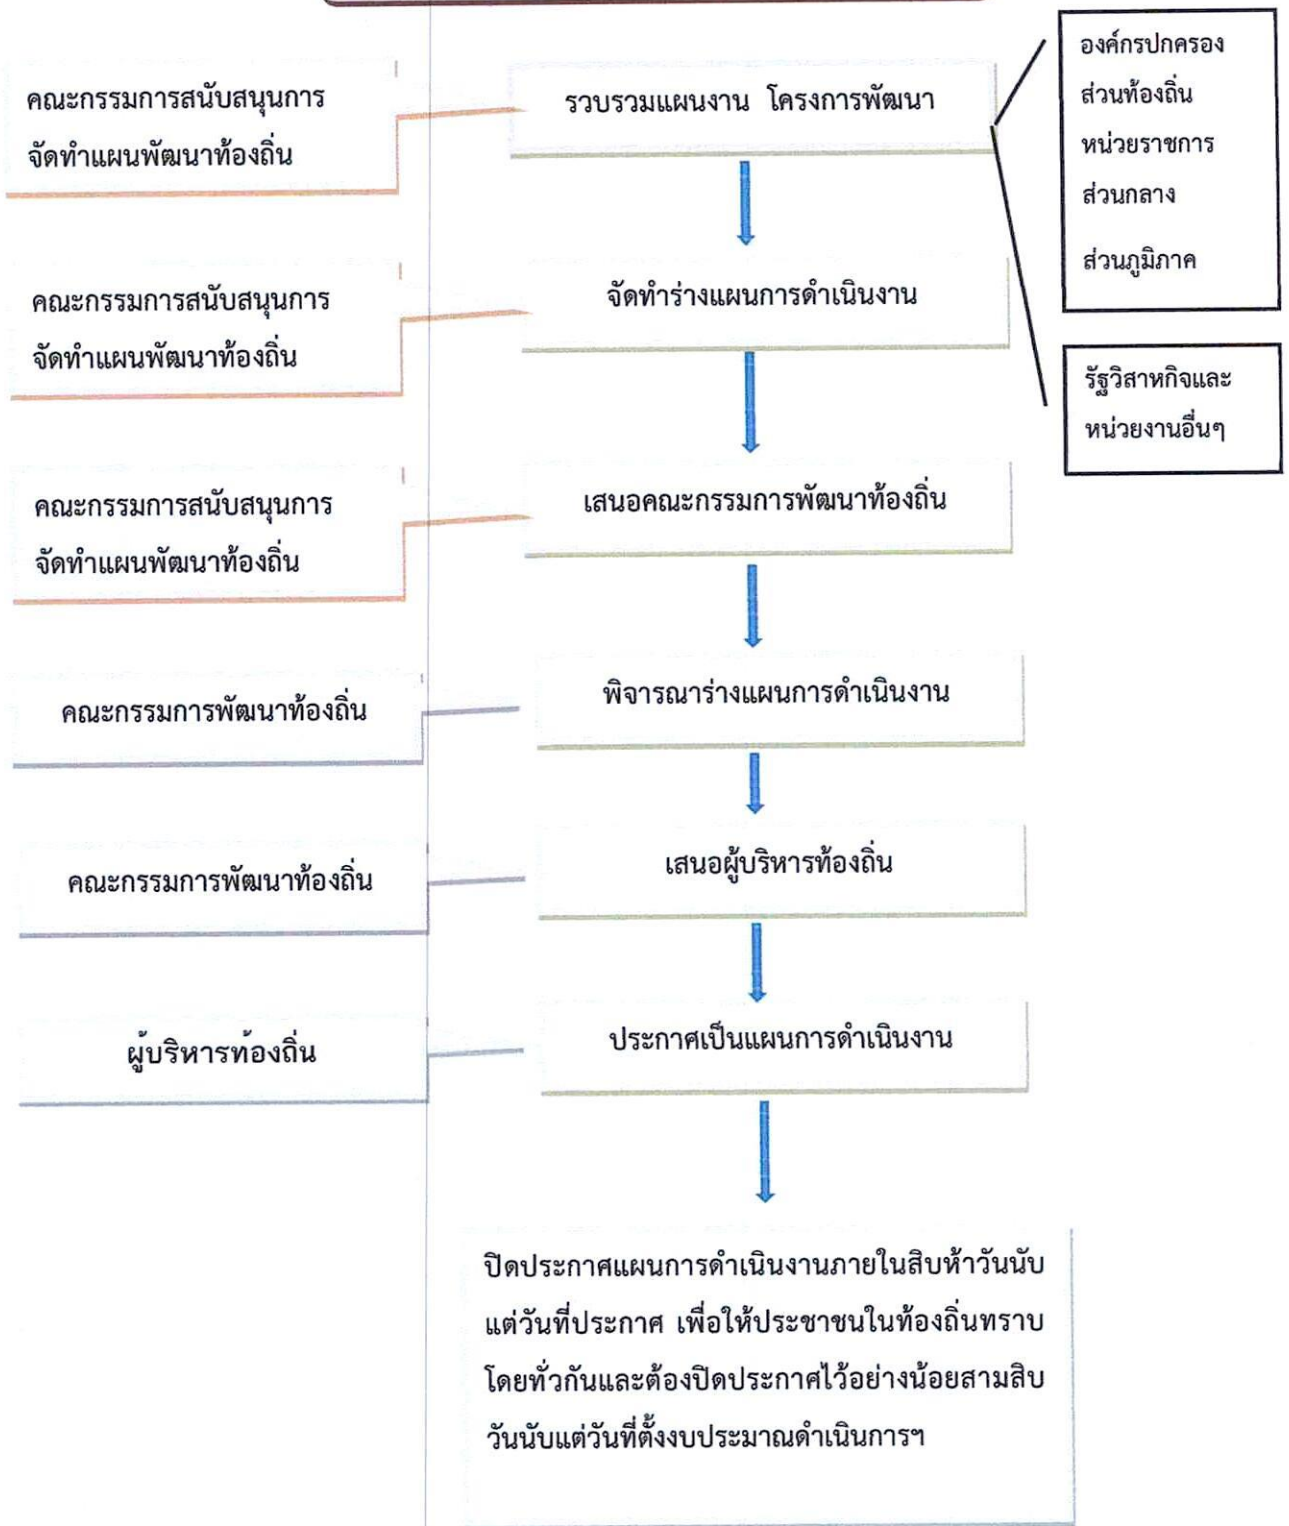 คณะกรรมการสนับสนุนการ
จัดทำแผนพัฒนาท้องถิ่น
รวบรวมแผนงาน โครงการพัฒนา
องค์กรปกครอง
ส่วนท้องถิ่น
หน่วยราชการ
ส่วนกลาง
ส่วนภูมิภาค
รัฐวิสาหกิจและ
หน่วยงานอื่นๆ
คณะกรรมการสนับสนุนการ
จัดทำแผนพัฒนาท้องถิ่น
จัดทำร่างแผนการดำเนินงาน
คณะกรรมการสนับสนุนการ
จัดทำแผนพัฒนาท้องถิ่น
เสนอคณะกรรมการพัฒนาท้องถิ่น
คณะกรรมการพัฒนาท้องถิ่น
พิจารณาร่างแผนการดำเนินงาน
คณะกรรมการพัฒนาท้องถิ่น
เสนอผู้บริหารท้องถิ่น
ผู้บริหารท้องถิ่น
ประกาศเป็นแผนการดำเนินงาน
ปิดประกาศแผนการดำเนินงานภายในสิบห้าวันนับ
แต่วันที่ประกาศ เพื่อให้ประชาชนในท้องถิ่นทราบ
โดยทั่วกันและต้องปิดประกาศไว้อย่างน้อยสามสิบ
วันนับแต่วันที่ตั้งงบประมาณดำเนินการฯ